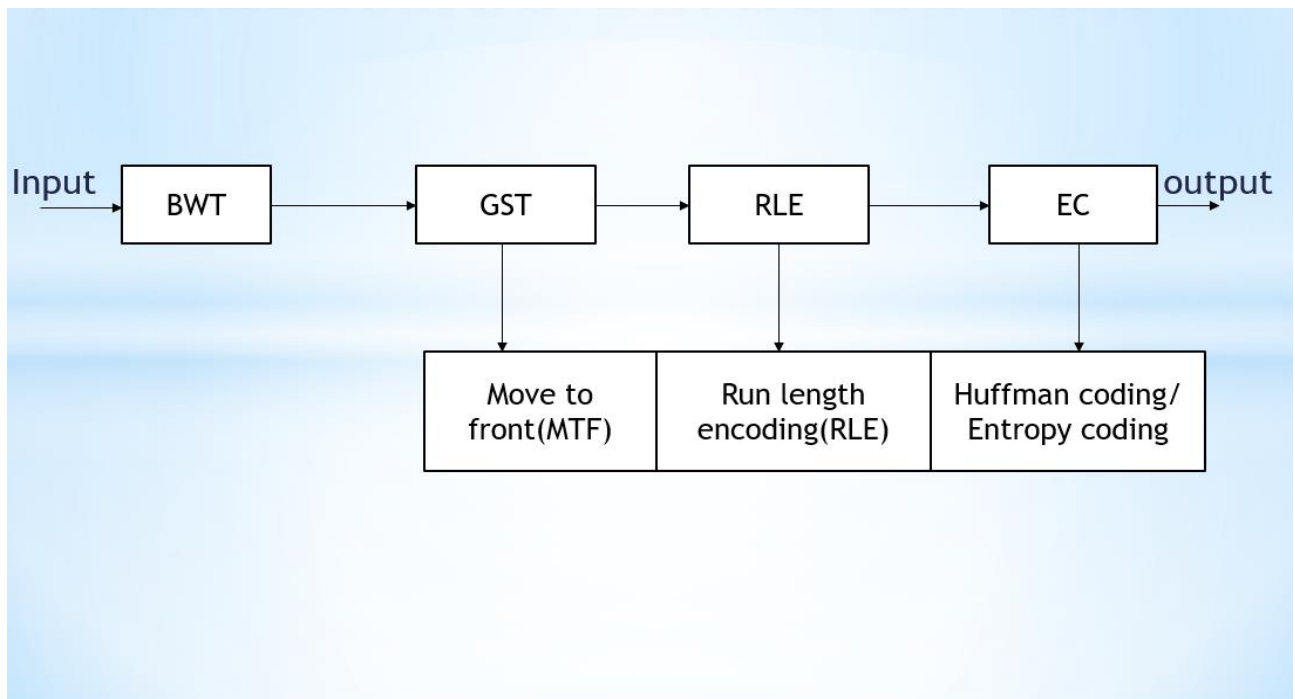 Input
BWT
GST
RLE
EC
output
Move to
front(MTF)
Run length
encoding(RLE)
Huffman coding/
Entropy coding